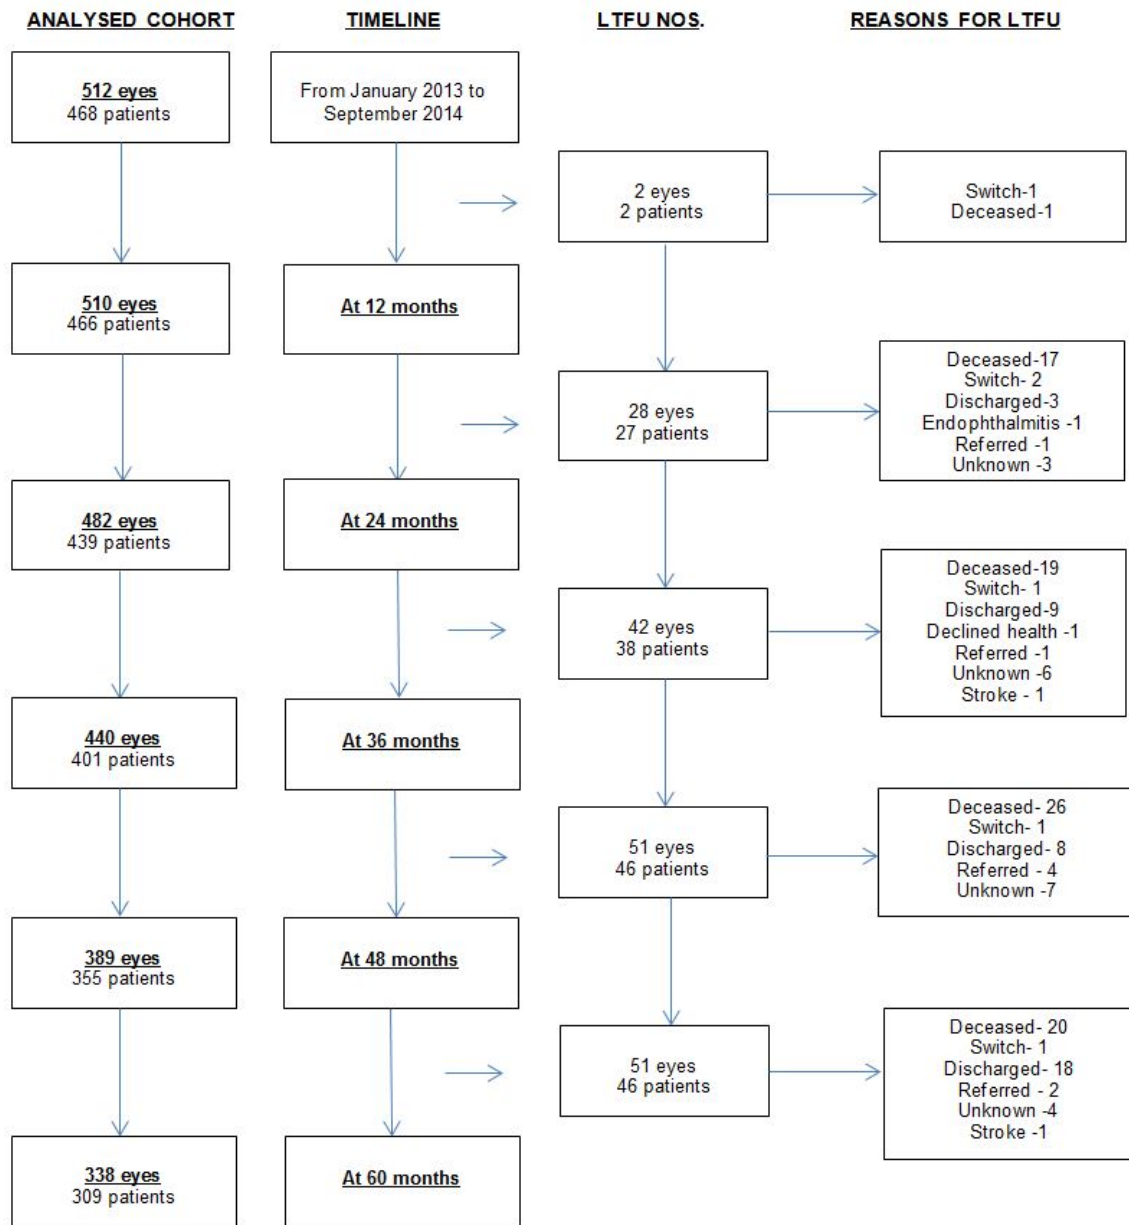 ANALYSED COHORT
TIMELINE
LTFU NOS.
REASONS FOR LTFU
512 eyes
468 patients
From January 2013 to
September 2014
2 eyes
2 patients
Switch-1
Deceased-1
510 eyes
466 patients
At 12 months
28 eyes
27 patients
Deceased-17
Switch- 2
Discharged-3
Endophthalmitis -1
Referred -1
Unknown -3
482 eyes
439 patients
At 24 months
42 eyes
38 patients
Deceased-19
Switch- 1
Discharged-9
Declined health -1
Referred -1
Unknown -6
Stroke - 1
440 eyes
401 patients
At 36 months
51 eyes
46 patients
Deceased- 26
Switch- 1
Discharged- 8
Referred - 4
Unknown -7
389 eyes
355 patients
At 48 months
51 eyes
46 patients
Deceased- 20
Switch- 1
Discharged- 18
Referred - 2
Unknown -4
Stroke -1
338 eyes
309 patients
At 60 months